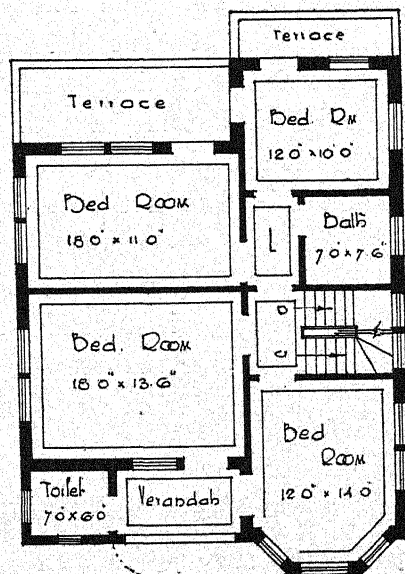 Terrace
Terrace
Bed. Rm
12'0" x 10'0"
Bed Room
18'0" x 11'0"
Bath
7'0" x 7'.6"
L
D
U
Bed. Room
18'0" x 13'.6"
Bed
Room
12'0" x 14'0"
Toilet
7'0" x 6'0"
Verandah